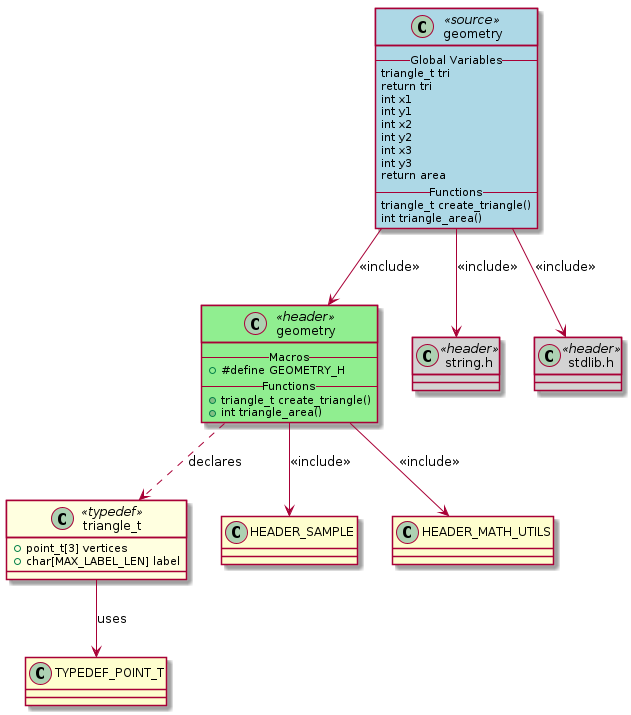 C «source»
geometry
Global Variables
triangle_t tri
return tri
int x1
int y1
int x2
int y2
int x3
int y3
return area
Functions
triangle_t create_triangle()
int triangle_area()
«include» «include» «include»
C «header»
geometry
Macros
#define GEOMETRY_H
Functions
triangle_t create_triangle()
int triangle_area()
C «header»
string.h
C «header»
stdlib.h
declares «include» «include»
C «typedef»
triangle_t
point_t[3] vertices
char[MAX_LABEL_LEN] label
C HEADER_SAMPLE
C HEADER_MATH_UTILS
uses
C TYPEDEF_POINT_T